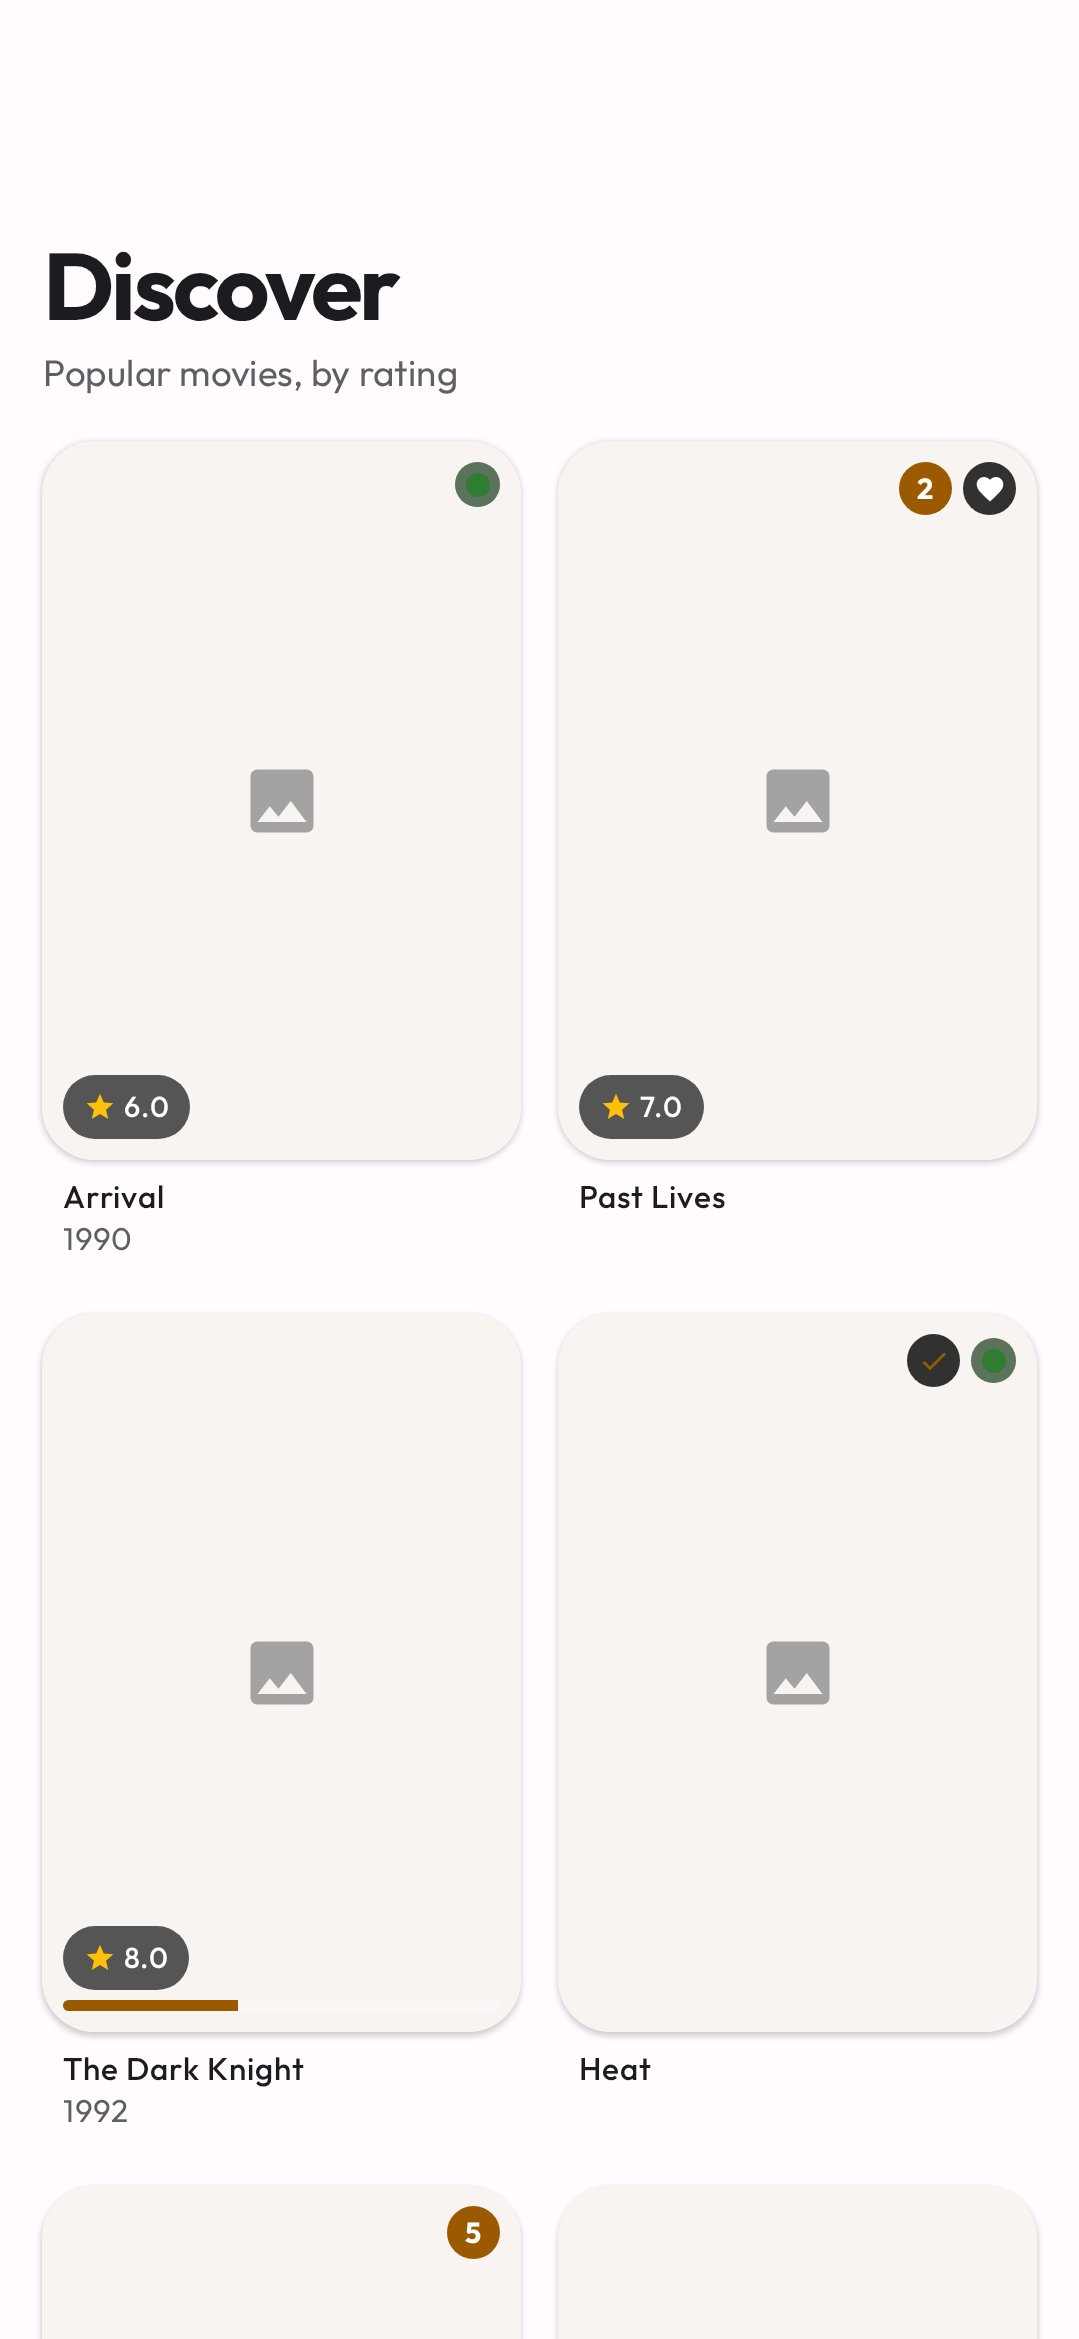 Discover
Popular movies, by rating
2
6.0
7.0
Arrival
1990
Past Lives
8.0
The Dark Knight
1992
Heat
5